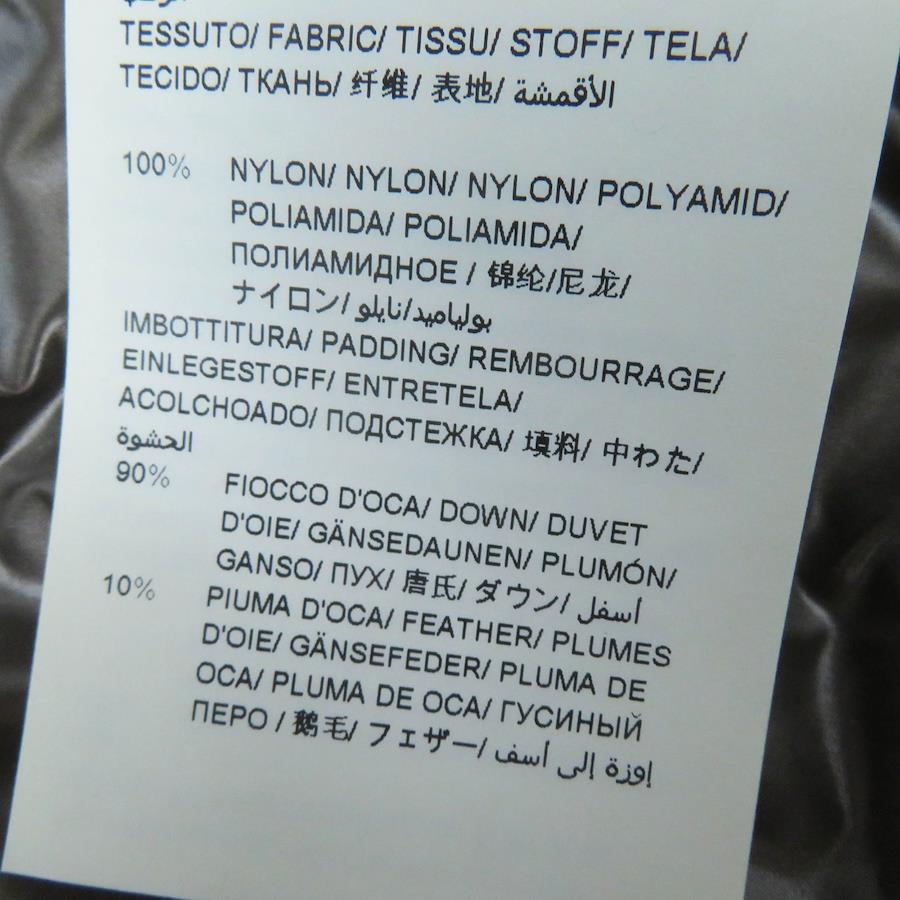 TESSUTO/ FABRIC/ TISSU/ STOFF/ TELA/
TECIDO/ ТКАНЬ/ 纤维/ 表地/ الأقمشة
100% NYLON/ NYLON/ NYLON/ POLYAMID/
POLIAMIDA/ POLIAMIDA/
ПОЛИАМИДНОЕ / 锦纶/尼龙/
ナイロン/ بولياميد/نايلو
IMBOTTITURA/ PADDING/ REMBOURRAGE/
EINLEGESTOFF/ ENTRETELA/
ACOLCHOADO/ ПОДСТЕЖКА/ 填料/ 中わた/
الحشوة
90% FIOCCO D'OCA/ DOWN/ DUVET
D'OIE/ GÄNSEDAUNEN/ PLUMÓN/
GANSO/ ПУХ/ 唐氏/ ダウン/ أسفل
10% PIUMA D'OCA/ FEATHER/ PLUMES
D'OIE/ GÄNSEFEDER/ PLUMA DE
OCA/ PLUMA DE OCA/ ГУСИНЫЙ
ПЕРО / 鹅毛/ フェザー/ إوزة إلى أسف